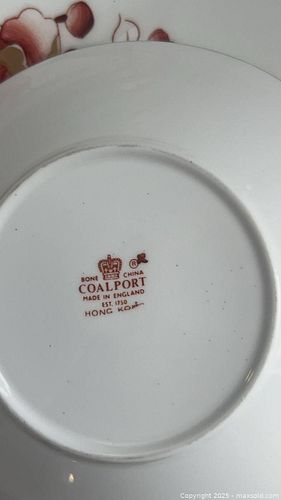 BONE CHINA ®
COALPORT
MADE IN ENGLAND
EST. 1750
HONG KONG
Copyright 2025 - maxsold.com